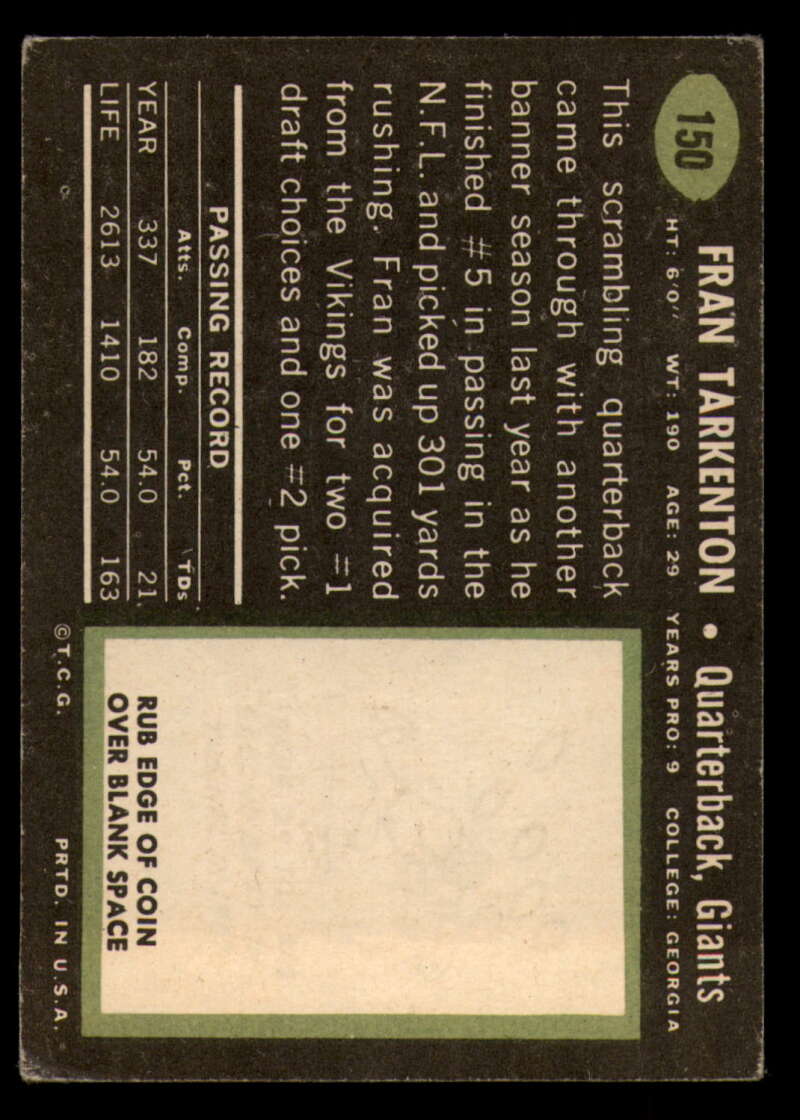 150
FRAN TARKENTON • Quarterback, Giants
HT: 6'0" WT: 190 AGE: 29 YEARS PRO: 9 COLLEGE: GEORGIA
This scrambling quarterback
came through with another
banner season last year as he
finished #5 in passing in the
N.F.L. and picked up 301 yards
rushing. Fran was acquired
from the Vikings for two #1
draft choices and one #2 pick.
PASSING RECORD
Atts. Comp. Pct. TDs
YEAR 337 182 54.0 21
LIFE 2613 1410 54.0 163
RUB EDGE OF COIN
OVER BLANK SPACE
©T.C.G. PRTD. IN U.S.A.